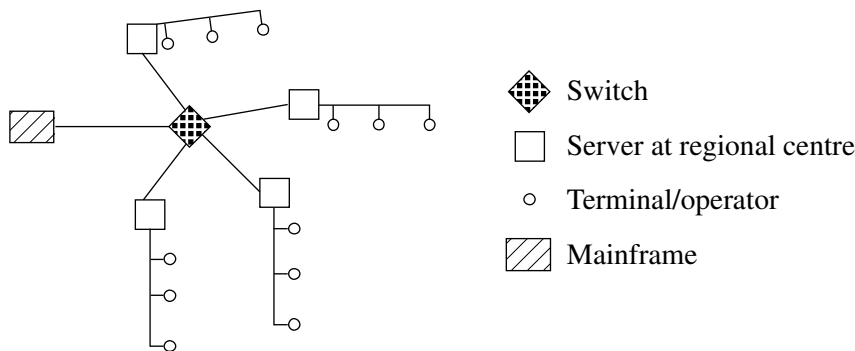 Switch
Server at regional centre
Terminal/operator
Mainframe